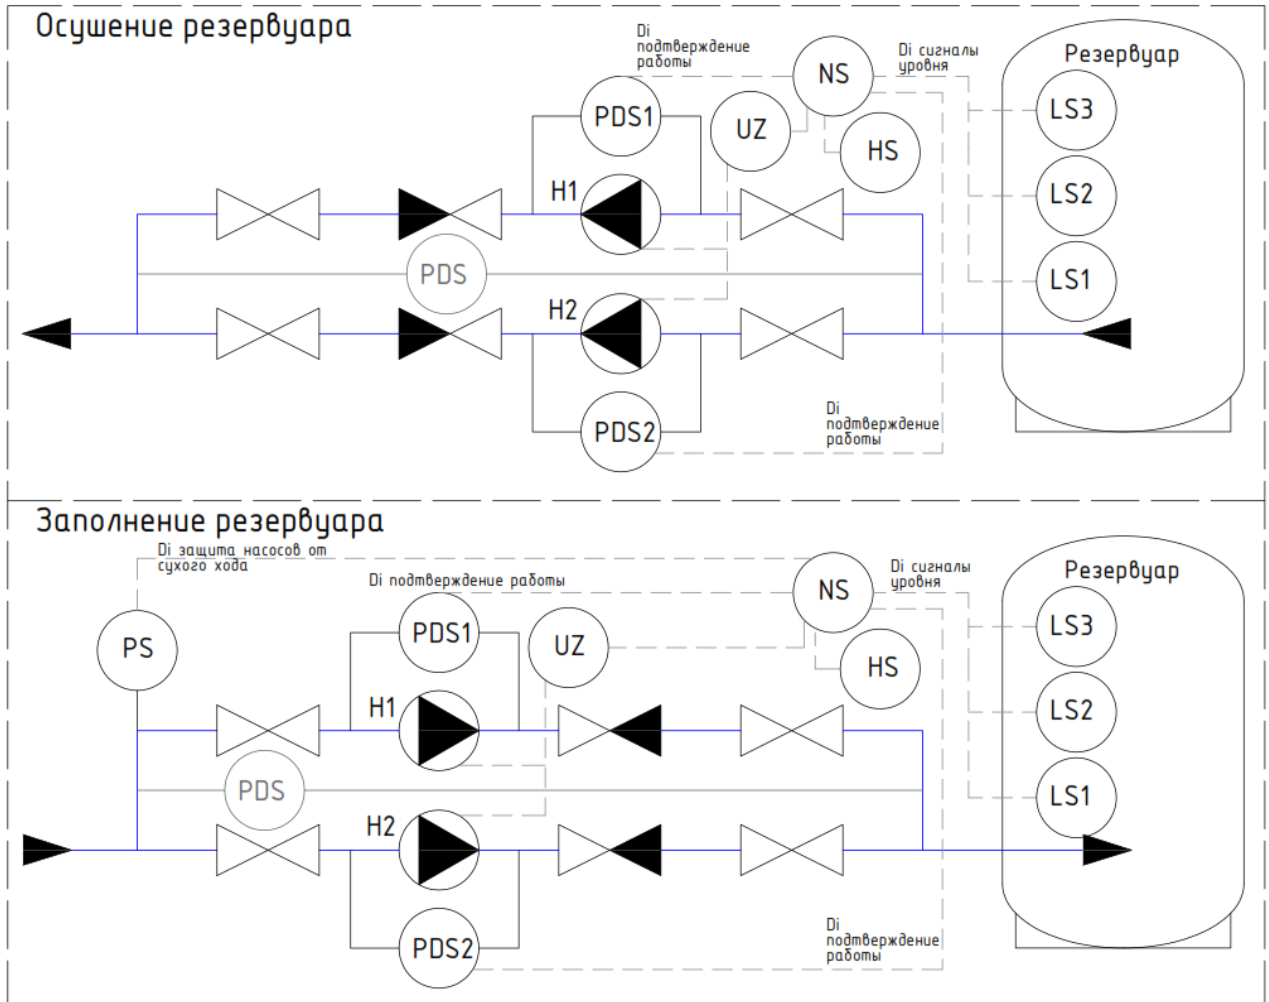 Осушение резервуара
Di
подтверждение
работы
NS
Di сигналы
уровня
Резервуар
PDS1
UZ
HS
LS3
H1
LS2
PDS
LS1
H2
Di
подтверждение
работы
PDS2
Заполнение резервуара
Di защита насосов от
сухого хода
Di подтверждение работы
NS
Di сигналы
уровня
Резервуар
PS
PDS1
UZ
HS
LS3
H1
LS2
PDS
LS1
H2
Di
подтверждение
работы
PDS2